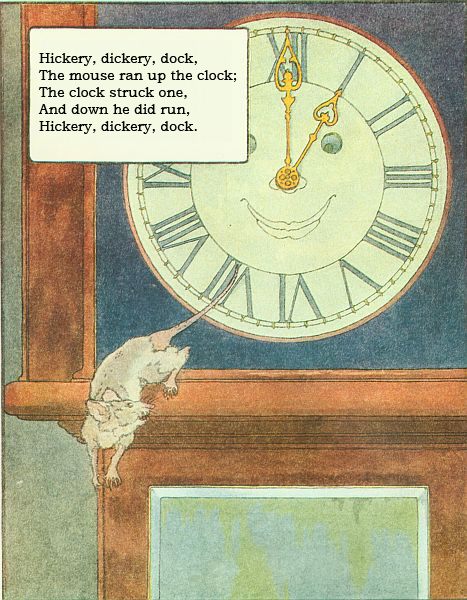 Hickery, dickery, dock,
The mouse ran up the clock;
The clock struck one,
And down he did run,
Hickery, dickery, dock.